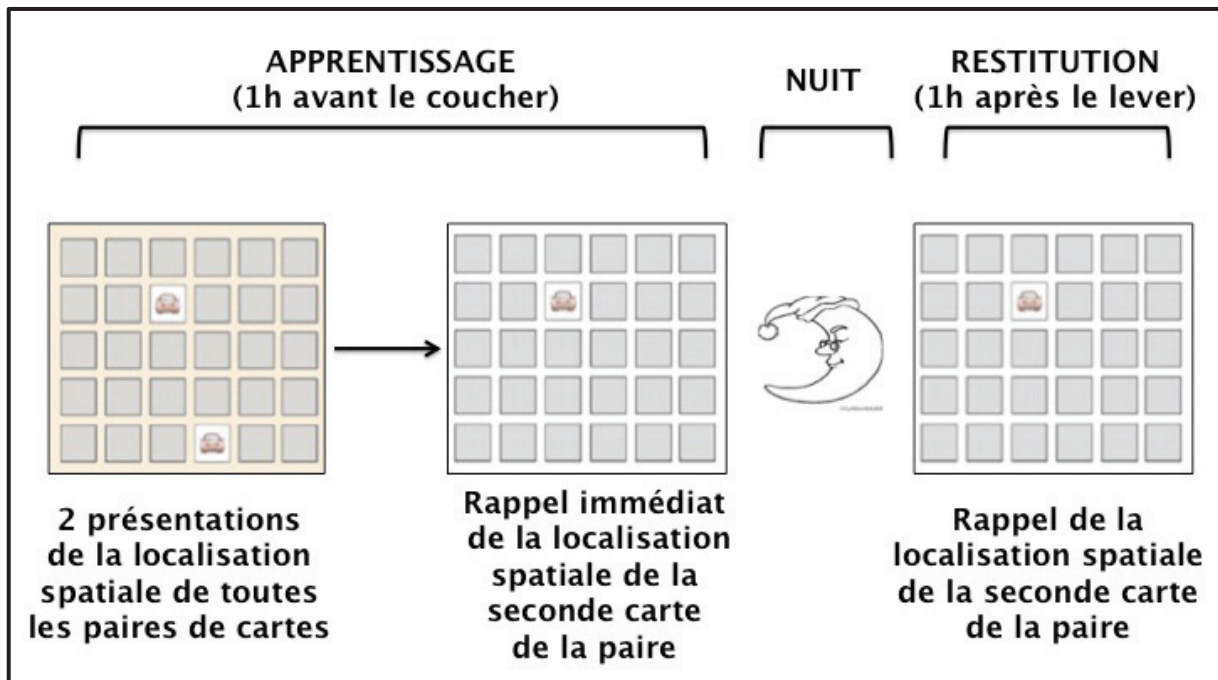 APPRENTISSAGE
(1h avant le coucher)
NUIT
RESTITUTION
(1h après le lever)
2 présentations
de la localisation
spatiale de toutes
les paires de cartes
Rappel immédiat
de la localisation
spatiale de la
seconde carte
de la paire
Rappel de la
localisation spatiale
de la seconde carte
de la paire